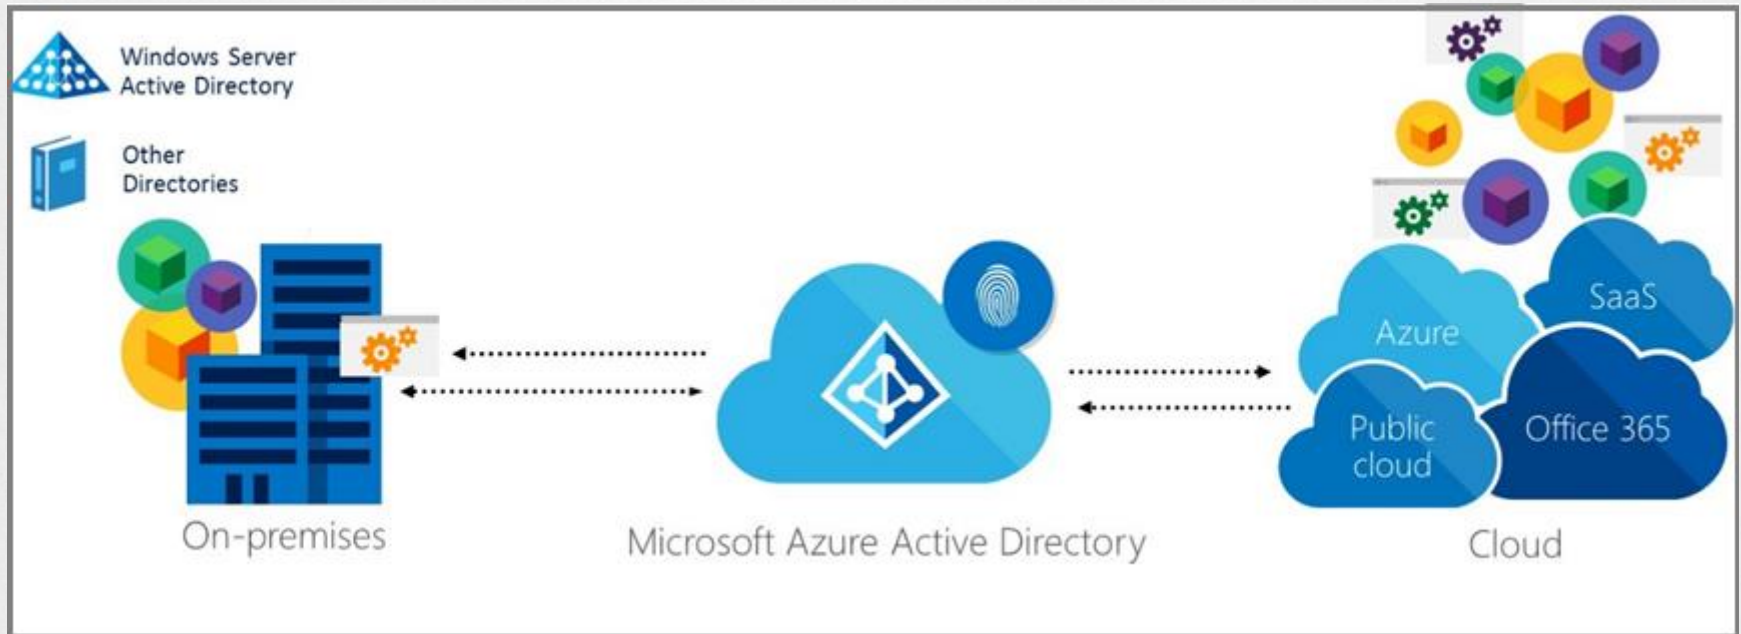 Windows Server
Active Directory
Other
Directories
On-premises
Microsoft Azure Active Directory
SaaS
Azure
Public
cloud
Office 365
Cloud